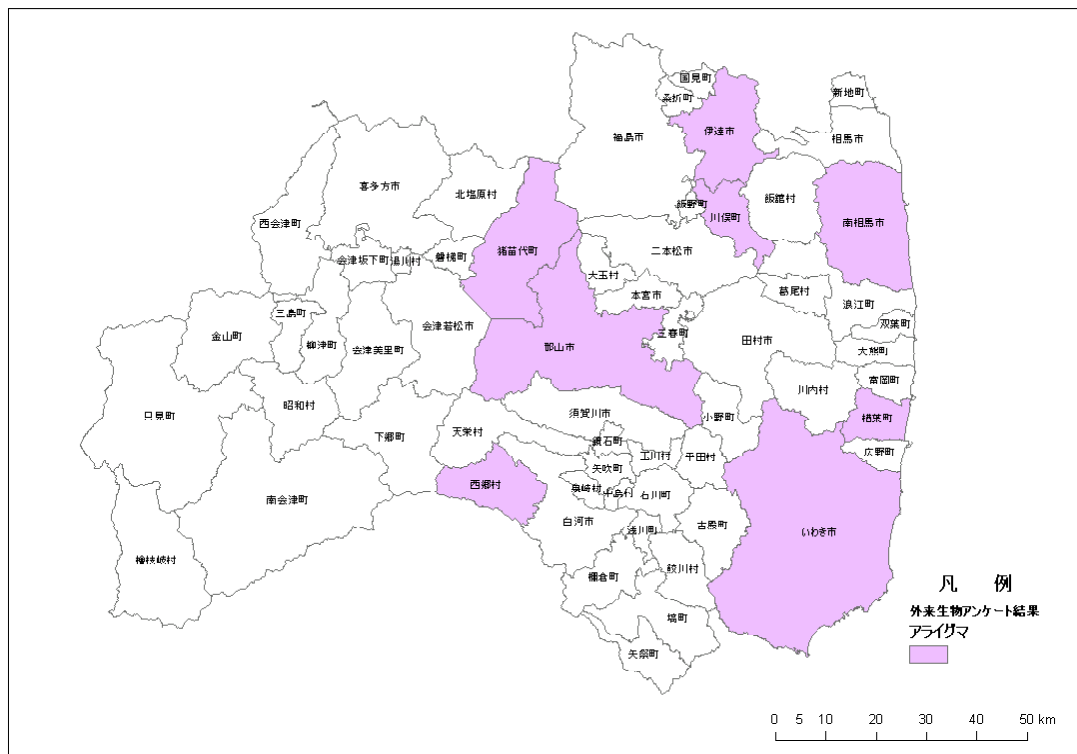 国見町
桑折町
新地町
伊達市
相馬市
福島市
喜多方市
北塩原村
飯舘村
飯野町
川俣町
南相馬市
西会津町
猪苗代町
二本松市
会津坂下町
湯川村
磐梯町
大玉村
本宮市
葛尾村
浪江町
三島町
双葉町
金山町
柳津町
会津美里町
会津若松市
郡山市
三春町
田村市
大熊町
川内村
富岡町
只見町
昭和村
須賀川市
小野町
楢葉町
下郷町
天栄村
鏡石町
玉川村
平田村
広野町
矢吹町
西郷村
泉崎村
中島村
石川町
南会津町
白河市
浅川町
古殿町
いわき市
檜枝岐村
棚倉町
鮫川村
塙町
矢祭町
凡 例
外来生物アンケート結果
アライグマ
0 5 10 20 30 40 50 km